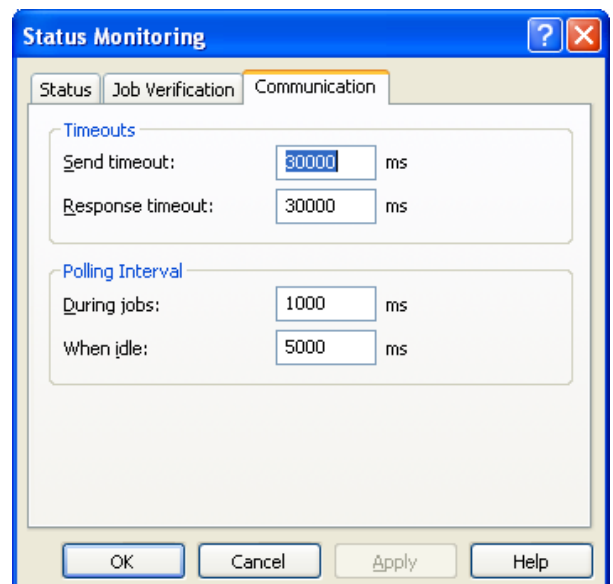 Status Monitoring ?
Status Job Verification Communication
Timeouts
Send timeout: 30000 ms
Response timeout: 30000 ms
Polling Interval
During jobs: 1000 ms
When idle: 5000 ms
OK Cancel Apply Help